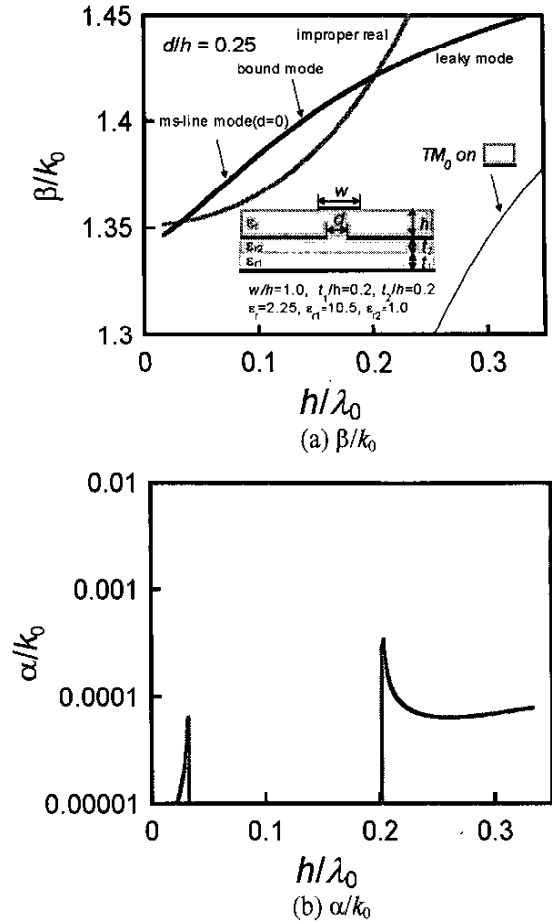 1.45
d/h = 0.25
improper real
bound mode
leaky mode
1.4
ms-line mode(d=0)
TM₀ on
β/k₀
w
1.35
εr d h
εr2 t₂
εr1 t₁
w/h=1.0, t₁/h=0.2, t₂/h=0.2
εr=2.25, εr1=10.5, εr2=1.0
1.3
0 0.1 0.2 0.3
h/λ₀
(a) β/k₀
0.01
0.001
α/k₀
0.0001
0.00001
0 0.1 0.2 0.3
h/λ₀
(b) α/k₀